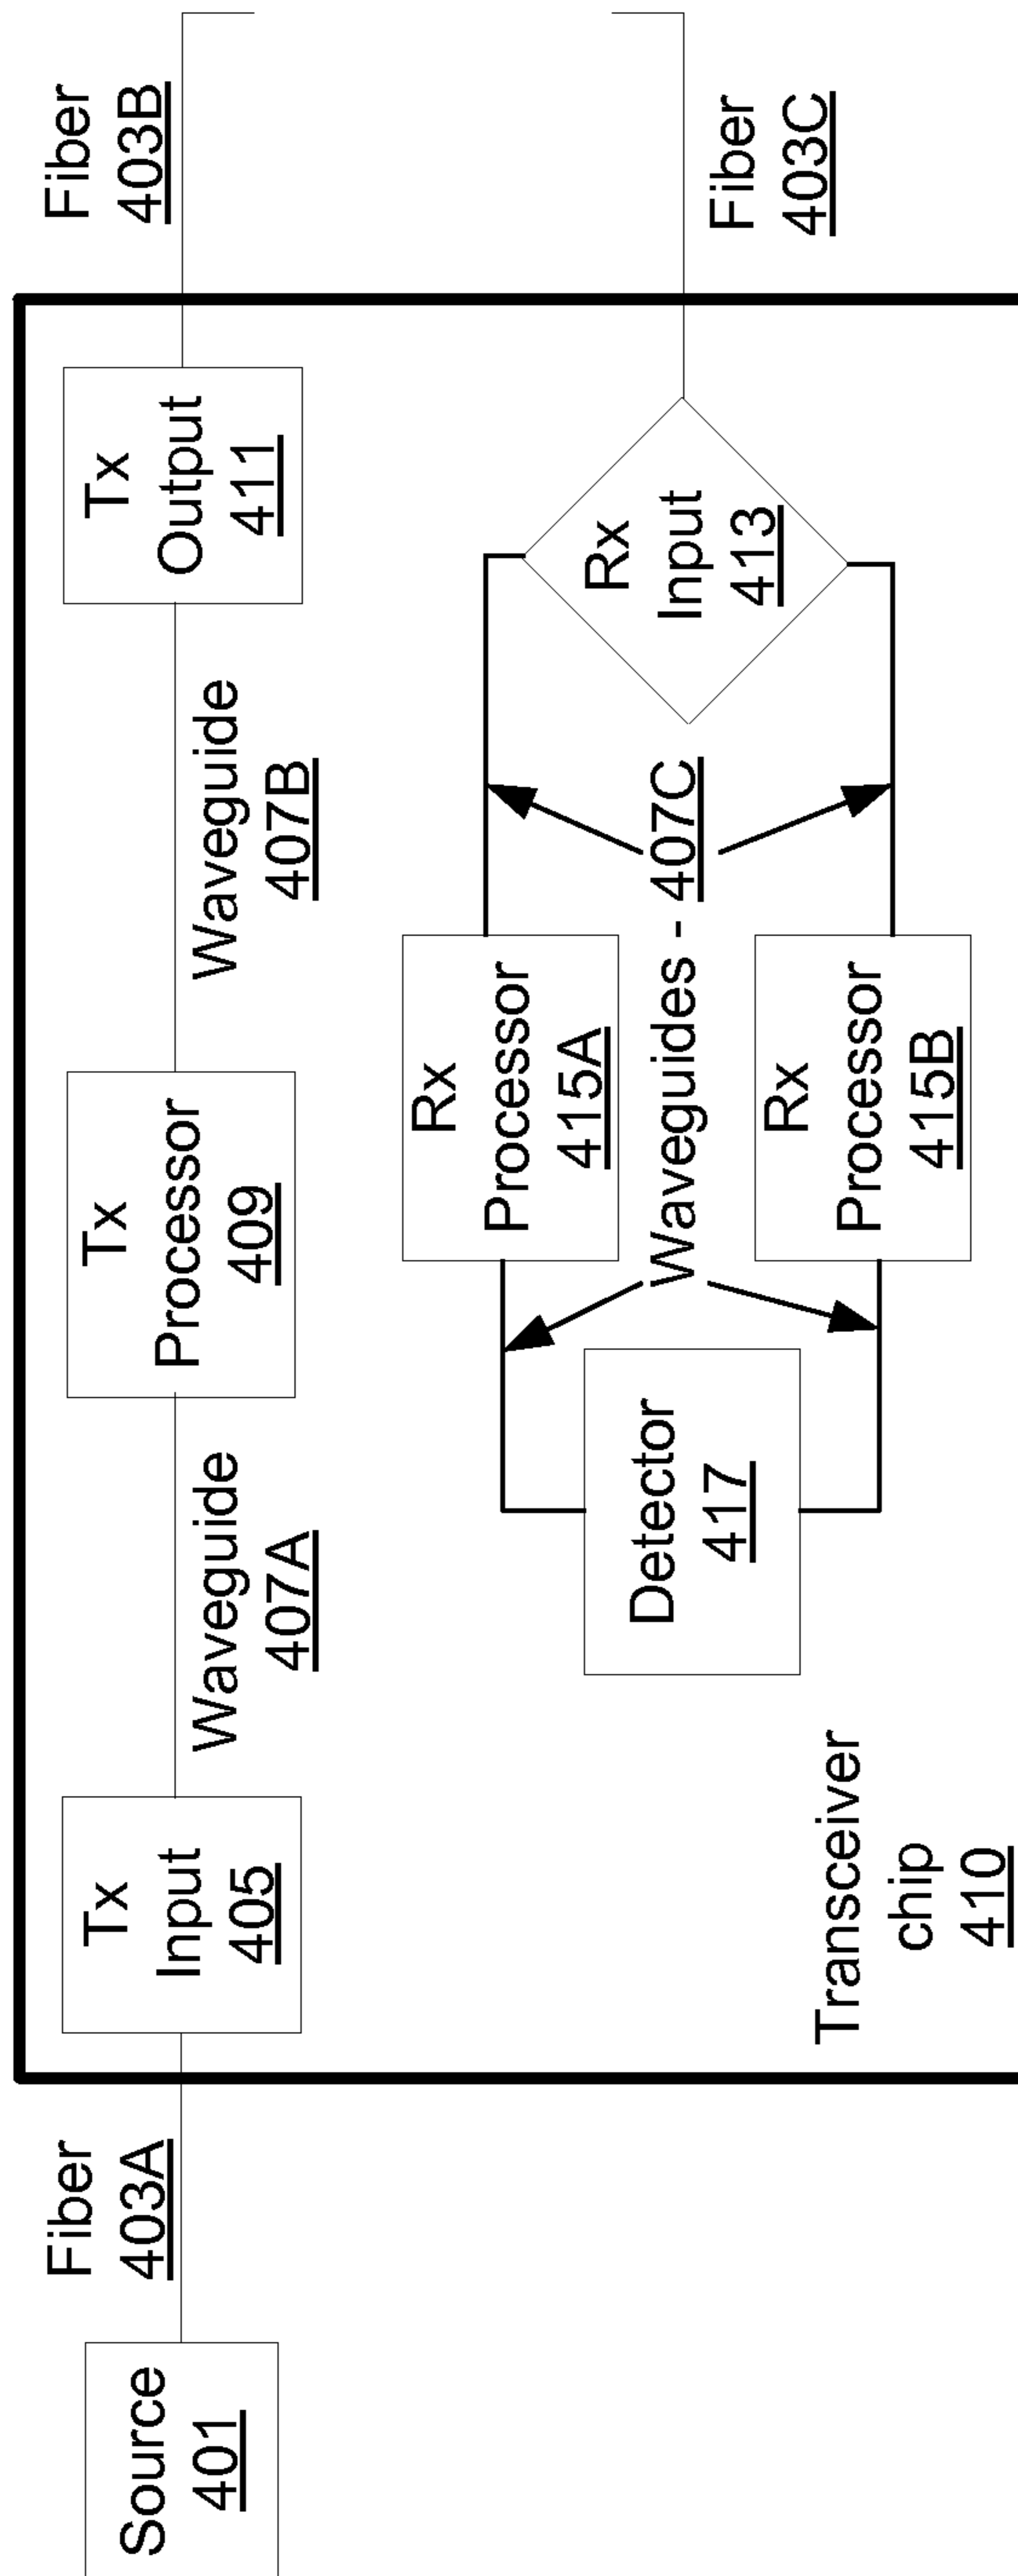 Source
401
Fiber
403A
Tx
Input
405
Waveguide
407A
Tx
Processor
409
Waveguide
407B
Tx
Output
411
Fiber
403B
Detector
417
Rx
Processor
415A
Waveguides - 407C
Rx
Processor
415B
Rx
Input
413
Fiber
403C
Transceiver
chip
410